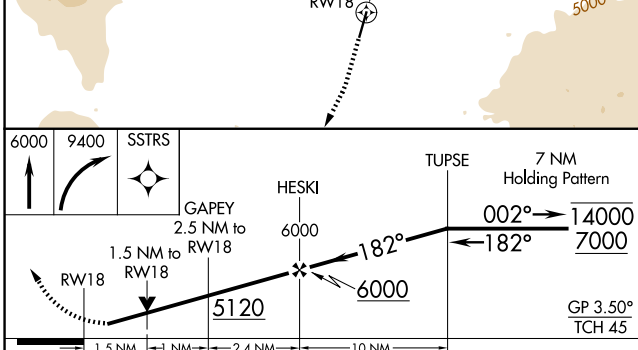 RW18
5000
6000
9400
SSTRS
TUPSE
7 NM
Holding Pattern
HESKI
GAPEY
2.5 NM to
RW18
6000
002°
14000
7000
182°
182°
1.5 NM to
RW18
RW18
5120
6000
GP 3.50°
TCH 45
1.5 NM
1 NM
2.4 NM
10 NM